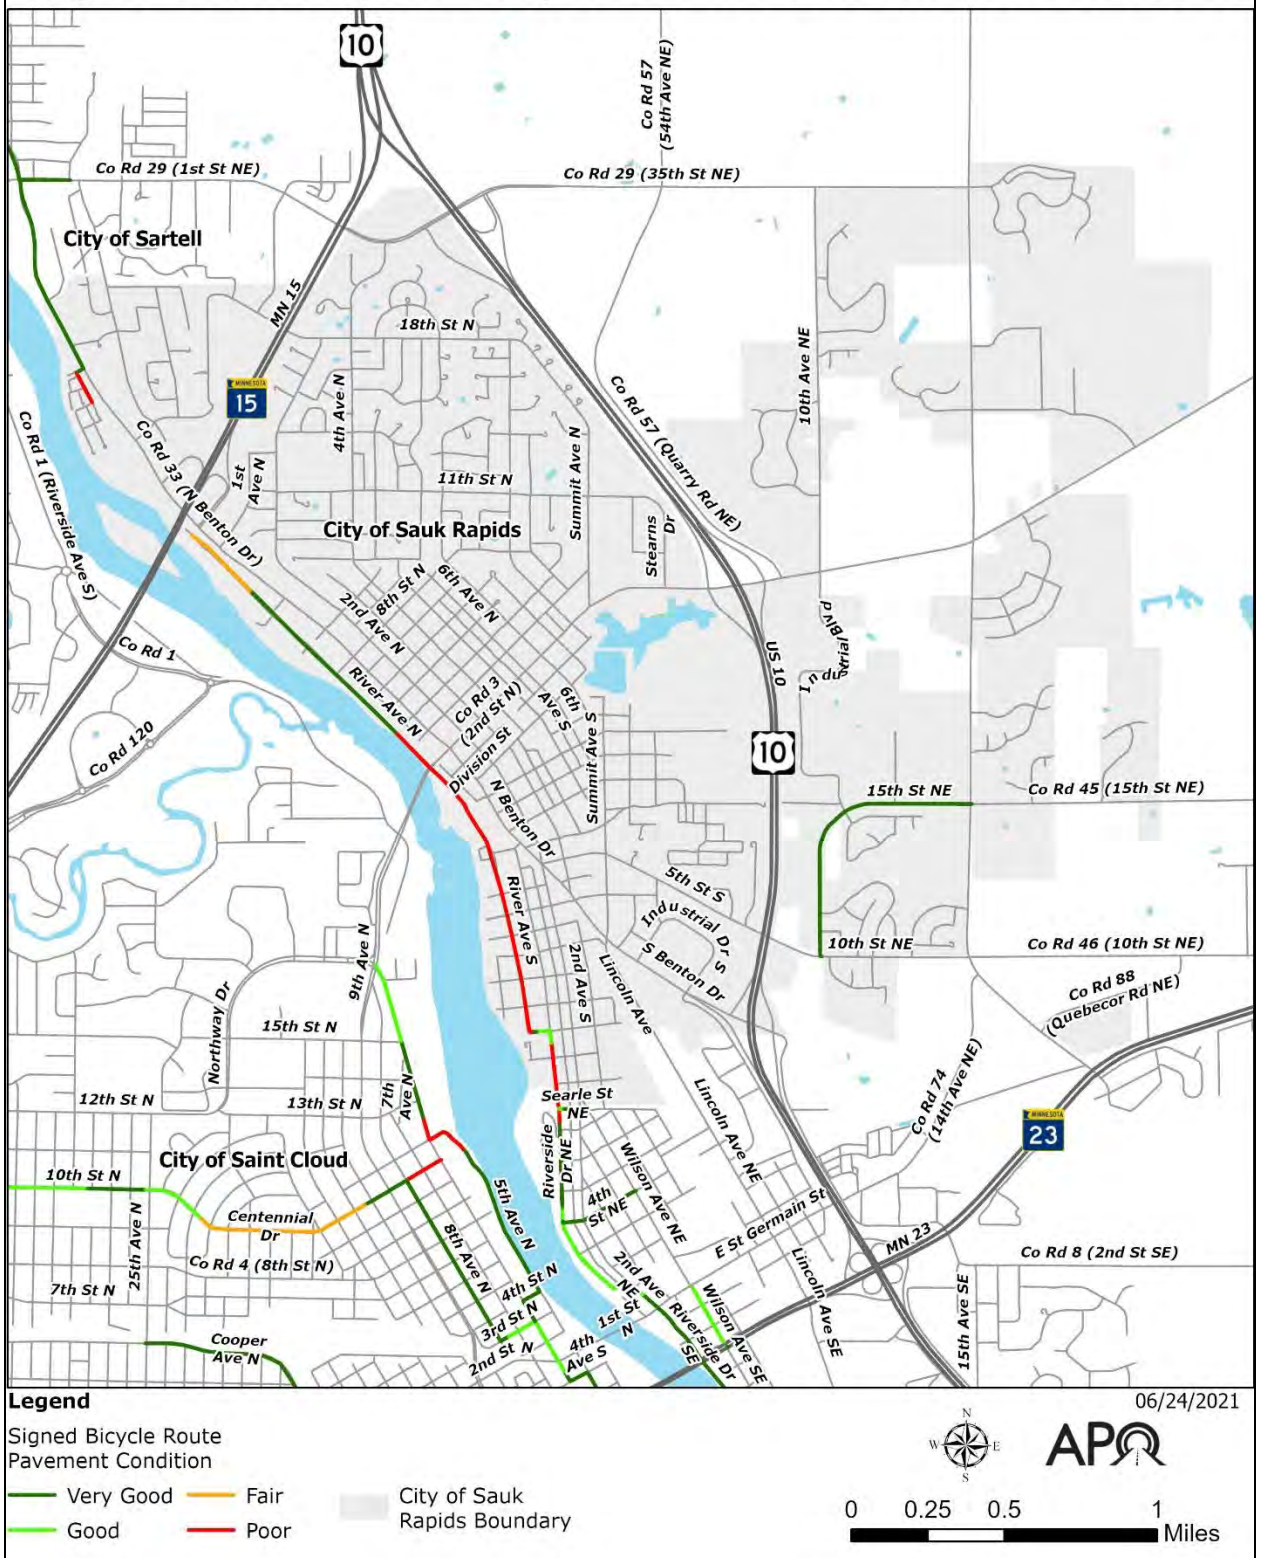 10
Co Rd 57
(54th Ave NE)
Co Rd 29 (1st St NE)
Co Rd 29 (35th St NE)
City of Sartell
MN 15
18th St N
10th Ave NE
MINNESOTA
15
4th Ave N
Co Rd 57 (Quarry Rd NE)
Co Rd 1 (Riverside Ave S)
Co Rd 33 (N Benton Dr)
1st
Ave N
11th St N
Summit Ave N
City of Sauk Rapids
Stearns
Dr
8th St N
6th Ave N
2nd Ave N
Industrial Blvd
Co Rd 1
US 10
River Ave N
Co Rd 3
(2nd St N)
6th
Ave S
Co Rd 120
Division St
Summit Ave S
10
N Benton Dr
15th St NE
Co Rd 45 (15th St NE)
5th St S
River Ave S
Industrial Dr S
10th St NE
Co Rd 46 (10th St NE)
9th Ave N
2nd Ave S
S Benton Dr
Lincoln Ave
Co Rd 88
(Quebecor Rd NE)
Northway Dr
15th St N
7th
Ave N
Co Rd 74
(14th Ave NE)
12th St N
13th St N
Searle St
NE
Lincoln Ave NE
MINNESOTA
23
City of Saint Cloud
Riverside
Dr NE
Wilson Ave NE
10th St N
4th
St NE
5th Ave N
25th Ave N
Centennial
Dr
8th Ave N
E St Germain St
MN 23
Co Rd 4 (8th St N)
Co Rd 8 (2nd St SE)
7th St N
4th St N
2nd Ave
NE
Lincoln Ave SE
3rd St N
1st St
N
Riverside Dr
SE
Wilson Ave SE
15th Ave SE
Cooper
Ave N
2nd St N
4th
Ave S
Legend
06/24/2021
Signed Bicycle Route
Pavement Condition
Very Good
Fair
Good
Poor
City of Sauk
Rapids Boundary
N
W E
S
APO
0 0.25 0.5 1
Miles